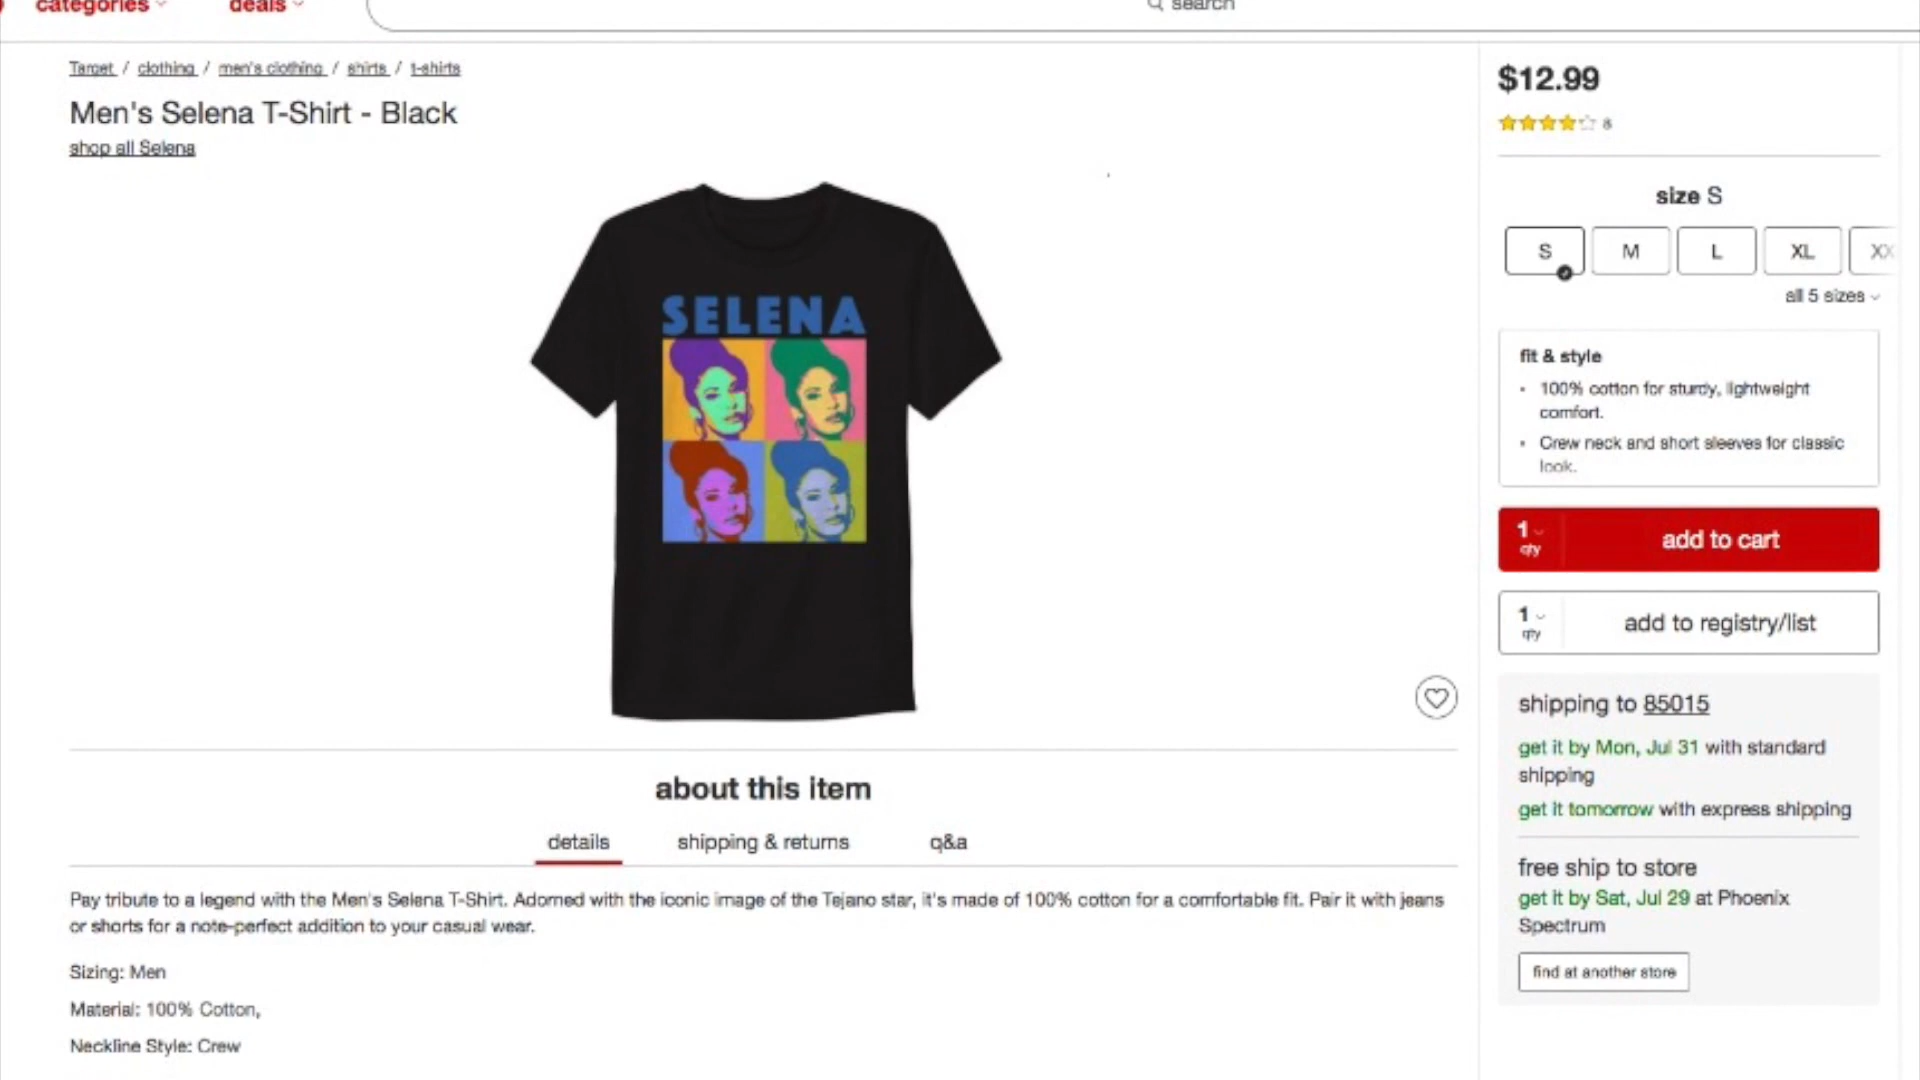 categories
deals
search
Target / clothing / men's clothing / shirts / t-shirts
Men's Selena T-Shirt - Black
shop all Selena
SELENA
about this item
details
shipping & returns
q&a
Pay tribute to a legend with the Men's Selena T-Shirt. Adorned with the iconic image of the Tejano star, it's made of 100% cotton for a comfortable fit. Pair it with jeans
or shorts for a note-perfect addition to your casual wear.
Sizing: Men
Material: 100% Cotton,
Neckline Style: Crew
$12.99
8
size S
S
M
L
XL
XX
all 5 sizes
fit & style
• 100% cotton for sturdy, lightweight
comfort.
• Crew neck and short sleeves for classic
look.
1
qty
add to cart
1
qty
add to registry/list
shipping to 85015
get it by Mon, Jul 31 with standard
shipping
get it tomorrow with express shipping
free ship to store
get it by Sat, Jul 29 at Phoenix
Spectrum
find at another store